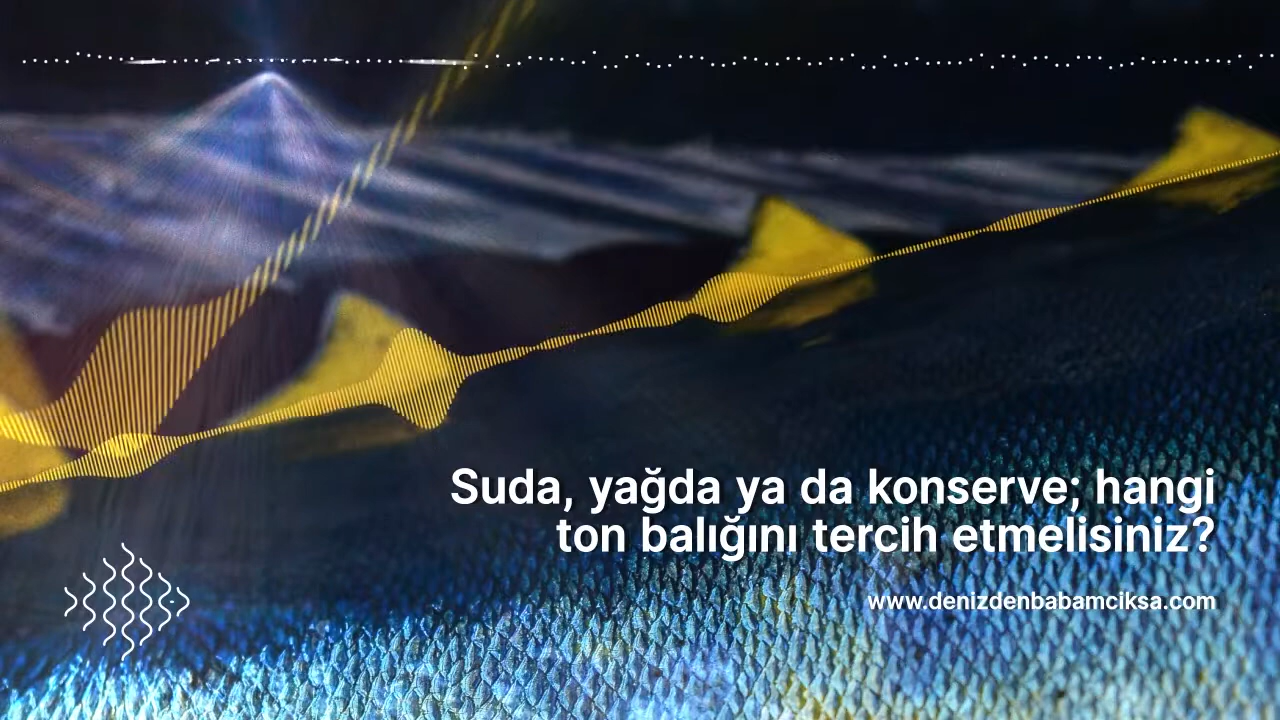 Suda, yağda ya da konserve; hangi
ton balığını tercih etmelisiniz?
www.denizdenbabamciksa.com